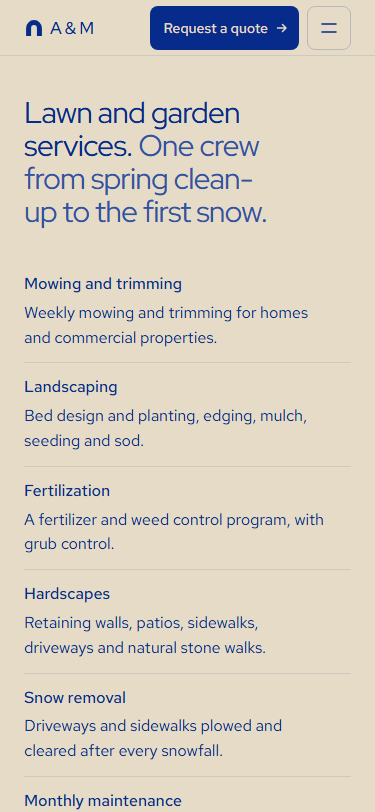 A & M
Request a quote →
Lawn and garden
services. One crew
from spring clean-
up to the first snow.
Mowing and trimming
Weekly mowing and trimming for homes
and commercial properties.
Landscaping
Bed design and planting, edging, mulch,
seeding and sod.
Fertilization
A fertilizer and weed control program, with
grub control.
Hardscapes
Retaining walls, patios, sidewalks,
driveways and natural stone walks.
Snow removal
Driveways and sidewalks plowed and
cleared after every snowfall.
Monthly maintenance